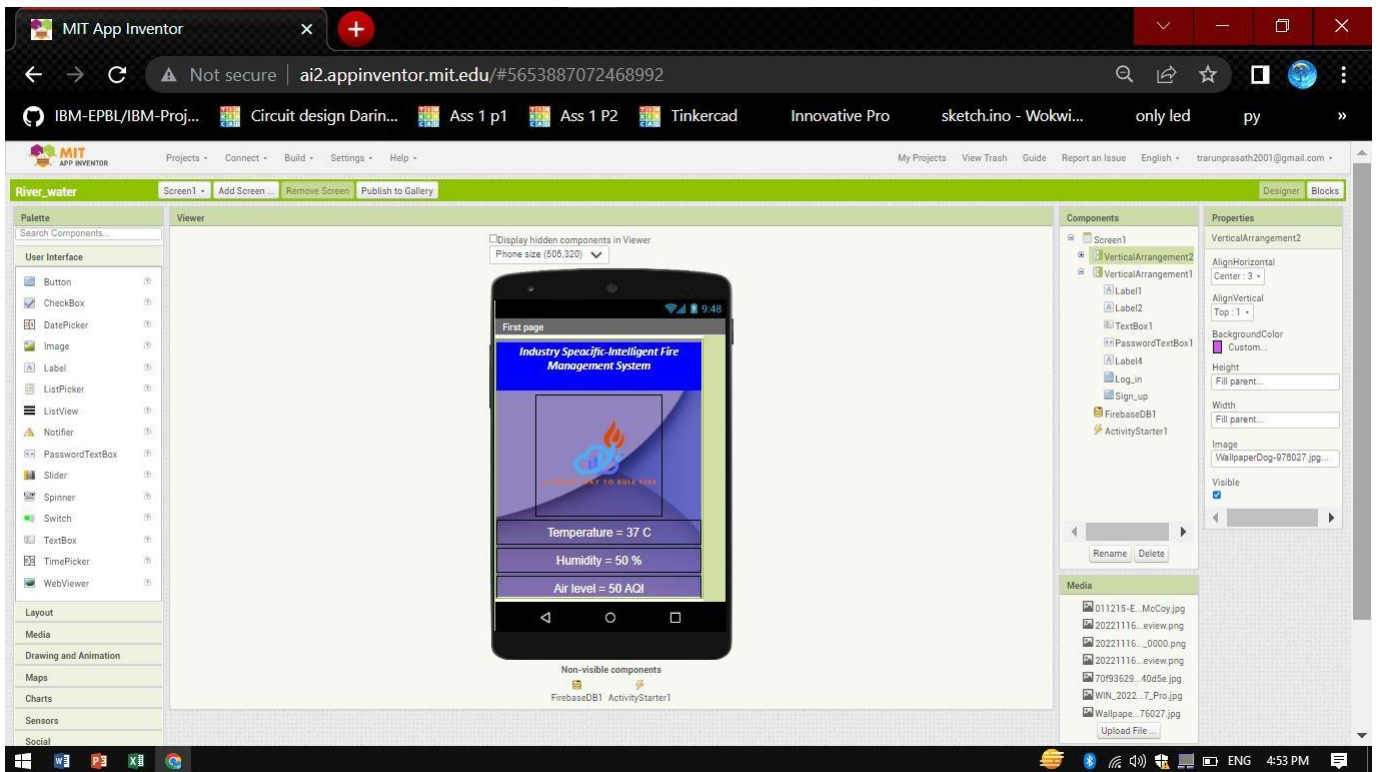 MIT App Inventor
Not secure | ai2.appinventor.mit.edu/#5653887072468992
IBM-EPBL/IBM-Proj... Circuit design Darin... Ass 1 p1 Ass 1 P2 Tinkercad Innovative Pro sketch.ino - Wokwi... only led py »
MIT APP INVENTOR Projects Connect Build Settings Help My Projects View Trash Guide Report an Issue English trarunprasath2001@gmail.com
River_water Screen1 Add Screen ... Remove Screen Publish to Gallery Designer Blocks
Palette
Search Components...
User Interface
Button
CheckBox
DatePicker
Image
Label
ListPicker
ListView
Notifier
PasswordTextBox
Slider
Spinner
Switch
TextBox
TimePicker
WebViewer
Layout
Media
Drawing and Animation
Maps
Charts
Sensors
Social
Viewer
Display hidden components in Viewer
Phone size (505,320)
9:48
First page
Industry Speacific-Intelligent Fire
Management System
Temperature = 37 C
Humidity = 50 %
Air level = 50 AQI
Non-visible components
FirebaseDB1 ActivityStarter1
Components
Screen1
VerticalArrangement2
VerticalArrangement1
Label1
Label2
TextBox1
PasswordTextBox1
Label4
Log_in
Sign_up
FirebaseDB1
ActivityStarter1
Rename Delete
Media
011215-E...McCoy.jpg
20221116...eview.png
20221116..._0000.png
20221116...eview.png
70f93629...40d5e.jpg
WIN_2022...7_Pro.jpg
Wallpape...76027.jpg
Upload File ...
Properties
VerticalArrangement2
AlignHorizontal
Center : 3
AlignVertical
Top : 1
BackgroundColor
Custom...
Height
Fill parent...
Width
Fill parent...
Image
WallpaperDog-976027.jpg...
Visible
ENG 4:53 PM